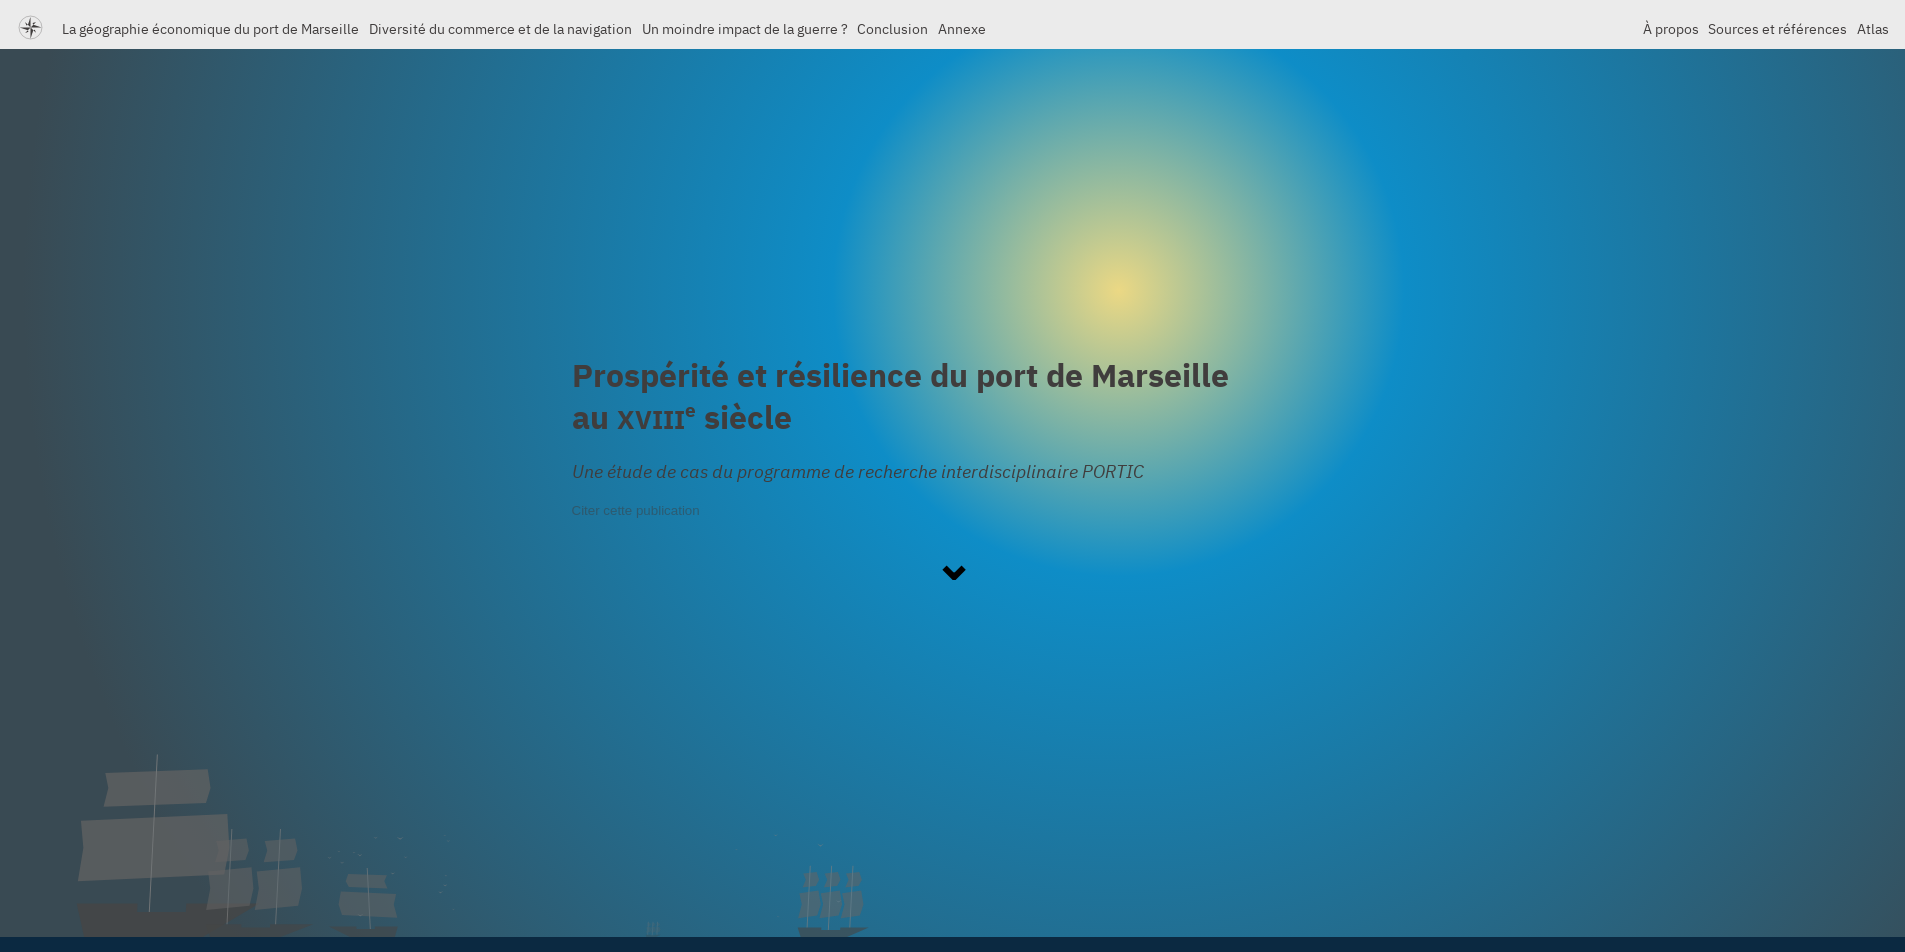 La géographie économique du port de Marseille Diversité du commerce et de la navigation Un moindre impact de la guerre ? Conclusion Annexe À propos Sources et références Atlas
Prospérité et résilience du port de Marseille
au XVIIIe siècle
Une étude de cas du programme de recherche interdisciplinaire PORTIC
Citer cette publication